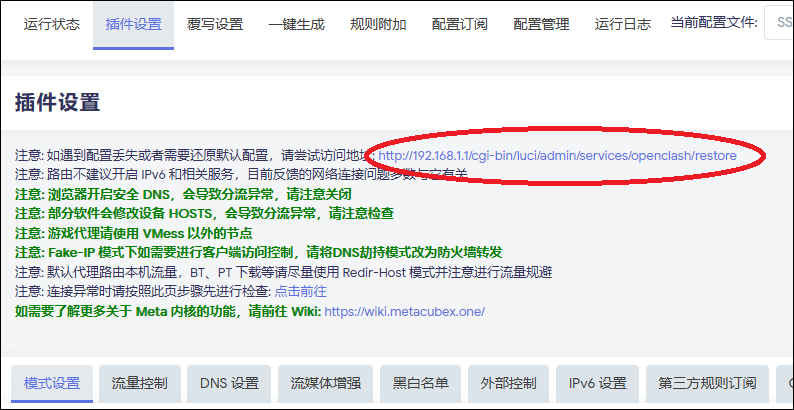 运行状态 插件设置 覆写设置 一键生成 规则附加 配置订阅 配置管理 运行日志 当前配置文件: SS
插件设置
注意: 如遇到配置丢失或者需要还原默认配置，请尝试访问地址: http://192.168.1.1/cgi-bin/luci/admin/services/openclash/restore
注意: 路由不建议开启 IPv6 和相关服务，目前反馈的网络连接问题多数与它有关
注意: 浏览器开启安全 DNS，会导致分流异常，请注意关闭
注意: 部分软件会修改设备 HOSTS，会导致分流异常，请注意检查
注意: 游戏代理请使用 VMess 以外的节点
注意: Fake-IP 模式下如需要进行客户端访问控制，请将DNS劫持模式改为防火墙转发
注意: 默认代理路由本机流量，BT、PT 下载等请尽量使用 Redir-Host 模式并注意进行流量规避
注意: 连接异常时请按照此页步骤先进行检查: 点击前往
如需要了解更多关于 Meta 内核的功能，请前往 Wiki: https://wiki.metacubex.one/
模式设置 流量控制 DNS 设置 流媒体增强 黑白名单 外部控制 IPv6 设置 第三方规则订阅